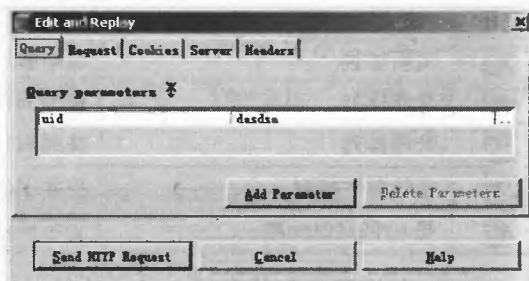 Edit and Replay
Query Request Cookies Server Headers
Query parameters
uid dasdsa ..
Add Parameter Delete Parameters
Send HTTP Request Cancel Help